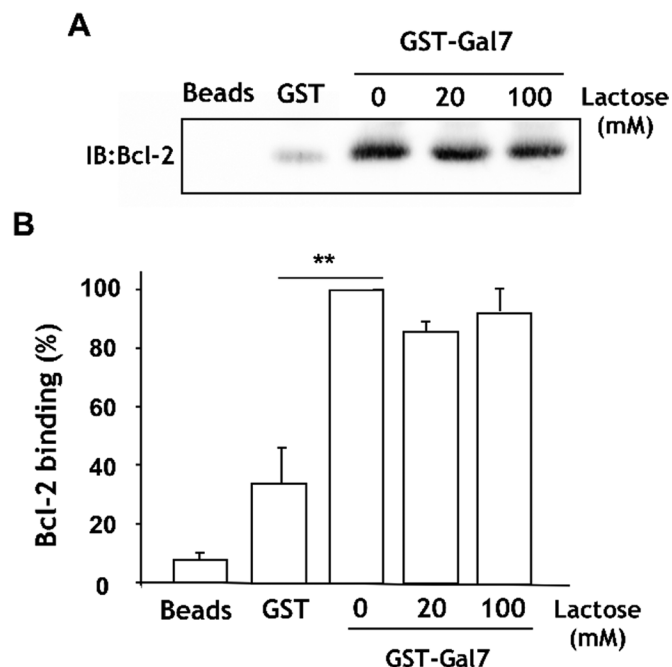 A
GST-Gal7
Beads GST 0 20 100 Lactose
(mM)
IB:Bcl-2
B
**
100
80
60
40
20
0
Bcl-2 binding (%)
Beads GST 0 20 100 Lactose
(mM)
GST-Gal7